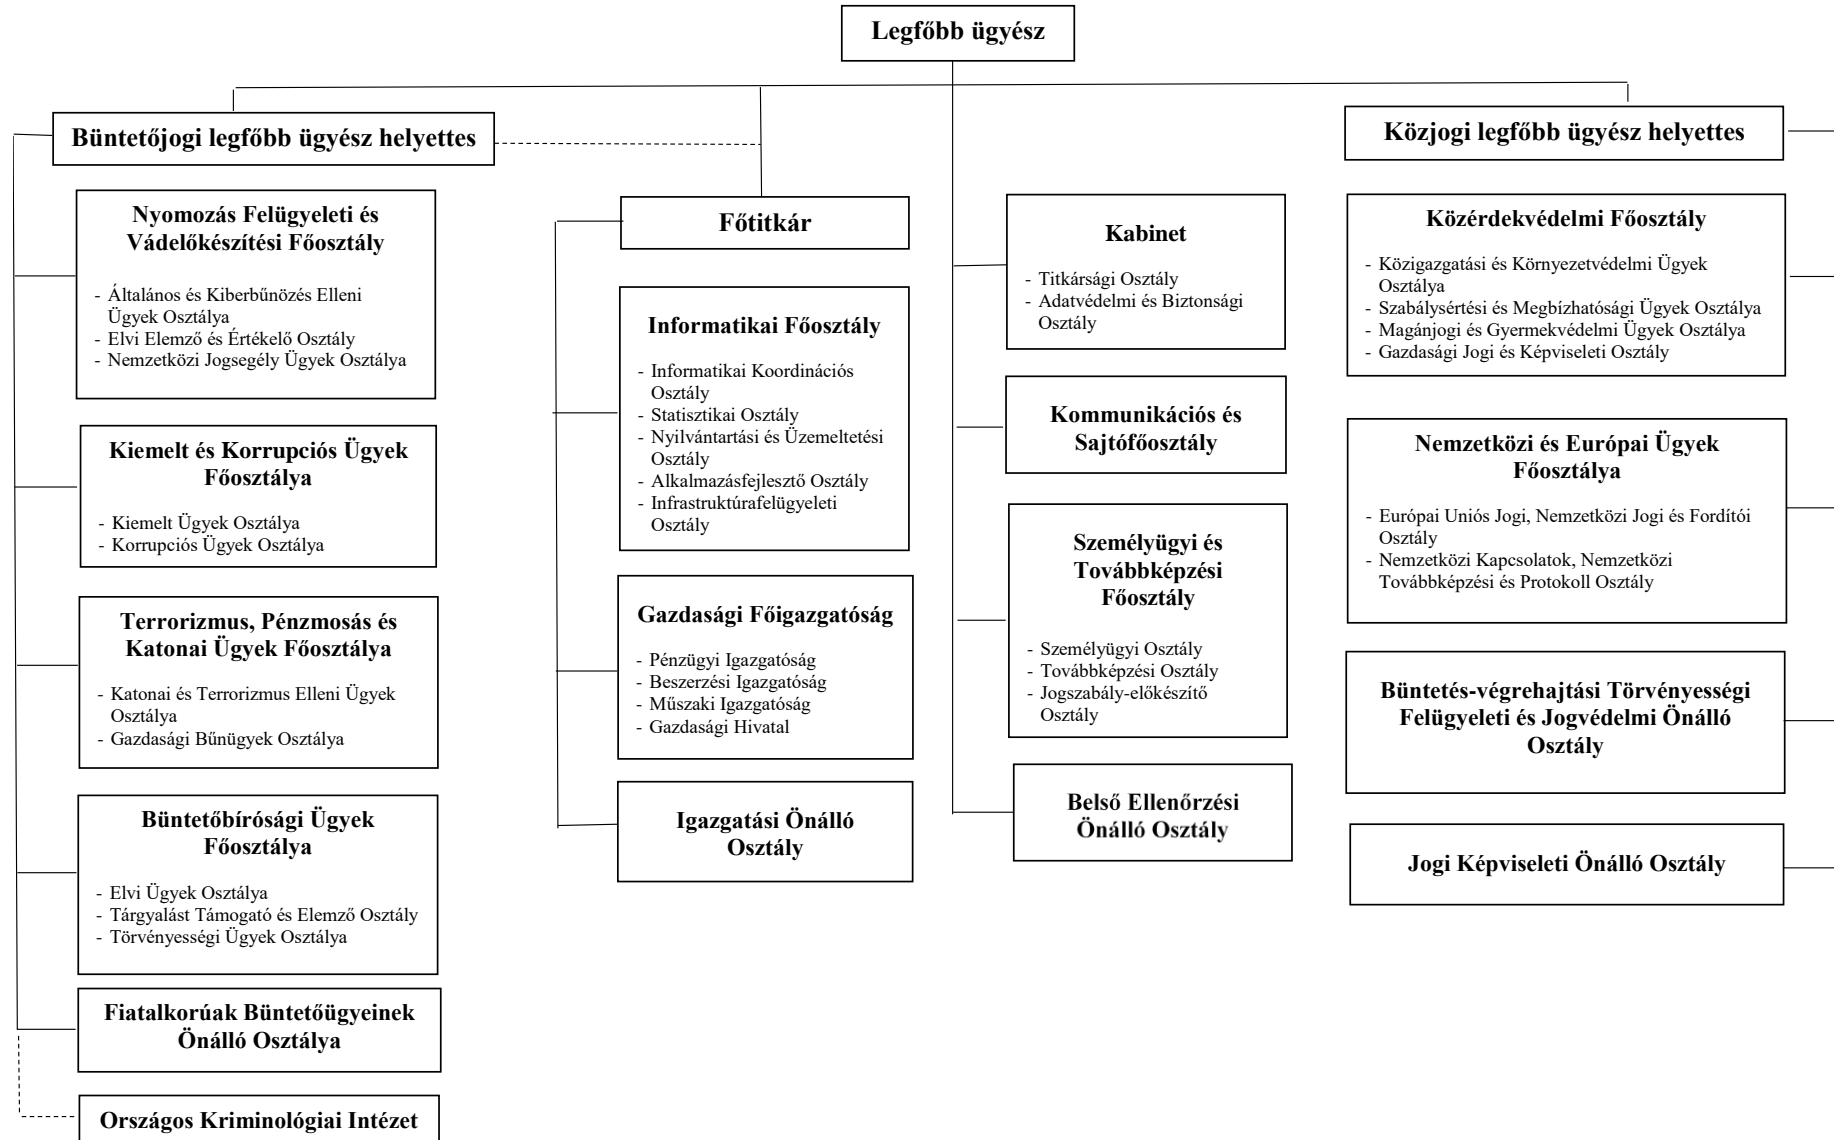 Legfőbb ügyész
Büntetőjogi legfőbb ügyész helyettes
Nyomozás Felügyeleti és
Vádelőkészítési Főosztály
- Általános és Kiberbűnözés Elleni
Ügyek Osztálya
- Elvi Elemző és Értékelő Osztály
- Nemzetközi Jogsegély Ügyek Osztálya
Kiemelt és Korrupciós Ügyek
Főosztálya
- Kiemelt Ügyek Osztálya
- Korrupciós Ügyek Osztálya
Terrorizmus, Pénzmosás és
Katonai Ügyek Főosztálya
- Katonai és Terrorizmus Elleni Ügyek
Osztálya
- Gazdasági Bűnügyek Osztálya
Büntetőbírósági Ügyek
Főosztálya
- Elvi Ügyek Osztálya
- Tárgyalást Támogató és Elemző Osztály
- Törvényességi Ügyek Osztálya
Fiatalkorúak Büntetőügyeinek
Önálló Osztálya
Országos Kriminológiai Intézet
Főtitkár
Informatikai Főosztály
- Informatikai Koordinációs
Osztály
- Statisztikai Osztály
- Nyilvántartási és Üzemeltetési
Osztály
- Alkalmazásfejlesztő Osztály
- Infrastruktúrafelügyeleti
Osztály
Gazdasági Főigazgatóság
- Pénzügyi Igazgatóság
- Beszerzési Igazgatóság
- Műszaki Igazgatóság
- Gazdasági Hivatal
Igazgatási Önálló
Osztály
Kabinet
- Titkársági Osztály
- Adatvédelmi és Biztonsági
Osztály
Kommunikációs és
Sajtófőosztály
Személyügyi és
Továbbképzési
Főosztály
- Személyügyi Osztály
- Továbbképzési Osztály
- Jogszabály-előkészítő
Osztály
Belső Ellenőrzési
Önálló Osztály
Közjogi legfőbb ügyész helyettes
Közérdekvédelmi Főosztály
- Közigazgatási és Környezetvédelmi Ügyek
Osztálya
- Szabálysértési és Megbízhatósági Ügyek Osztálya
- Magánjogi és Gyermekvédelmi Ügyek Osztálya
- Gazdasági Jogi és Képviseleti Osztály
Nemzetközi és Európai Ügyek
Főosztálya
- Európai Uniós Jogi, Nemzetközi Jogi és Fordítói
Osztály
- Nemzetközi Kapcsolatok, Nemzetközi
Továbbképzési és Protokoll Osztály
Büntetés-végrehajtási Törvényességi
Felügyeleti és Jogvédelmi Önálló
Osztály
Jogi Képviseleti Önálló Osztály